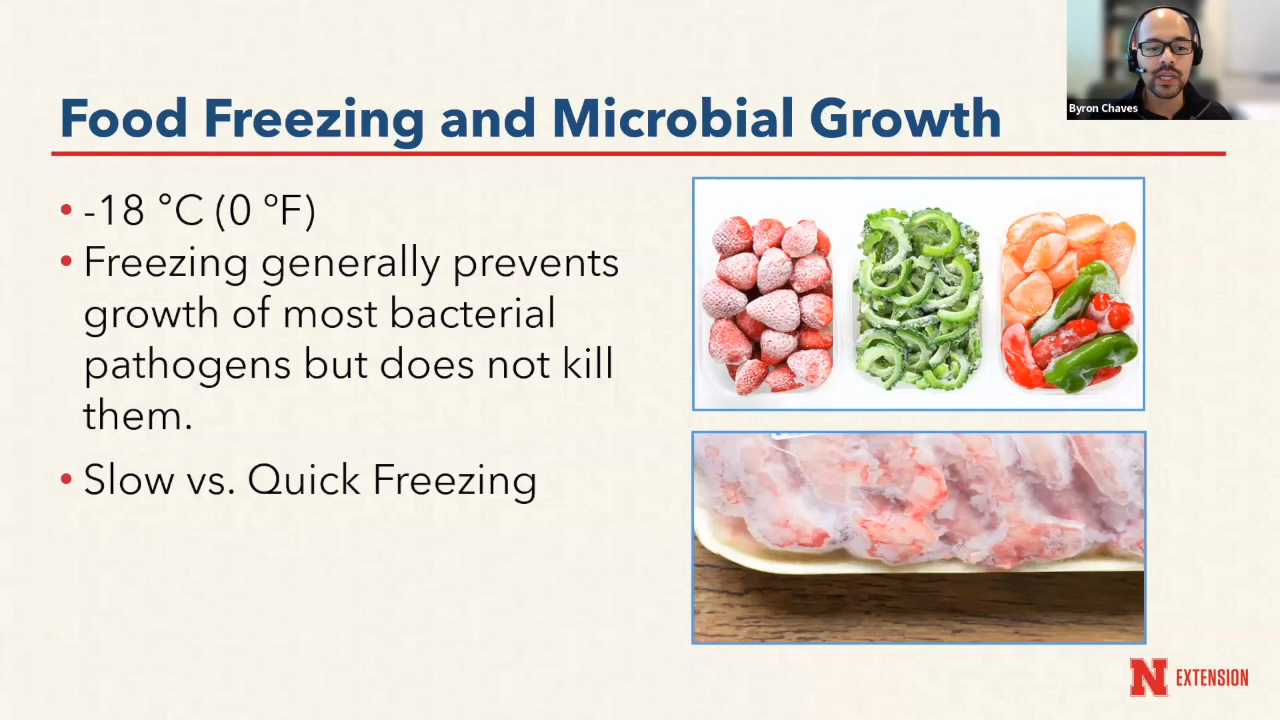 Byron Chaves
Food Freezing and Microbial Growth
• -18 °C (0 °F)
• Freezing generally prevents
growth of most bacterial
pathogens but does not kill
them.
• Slow vs. Quick Freezing
N EXTENSION